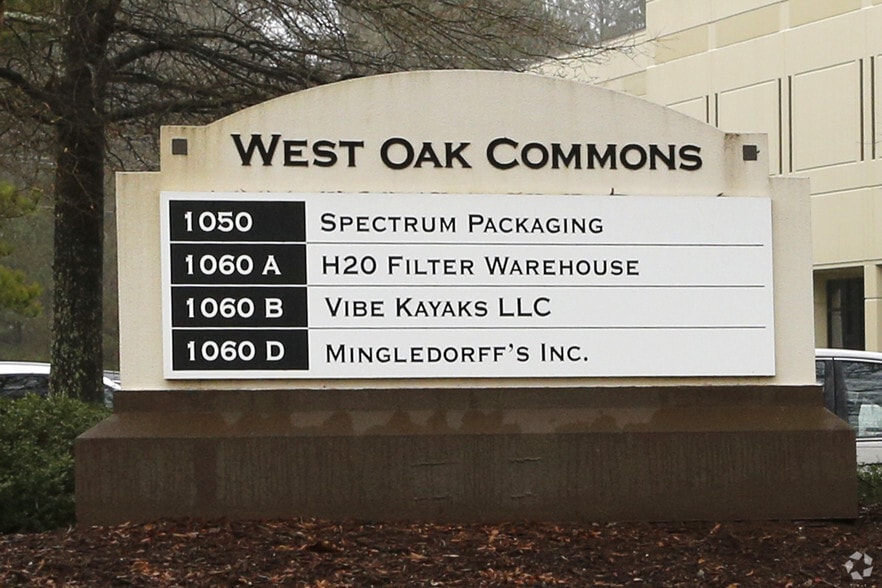 West Oak Commons
1050 Spectrum Packaging
1060 A H20 Filter Warehouse
1060 B Vibe Kayaks LLC
1060 D Mingledorff's Inc.